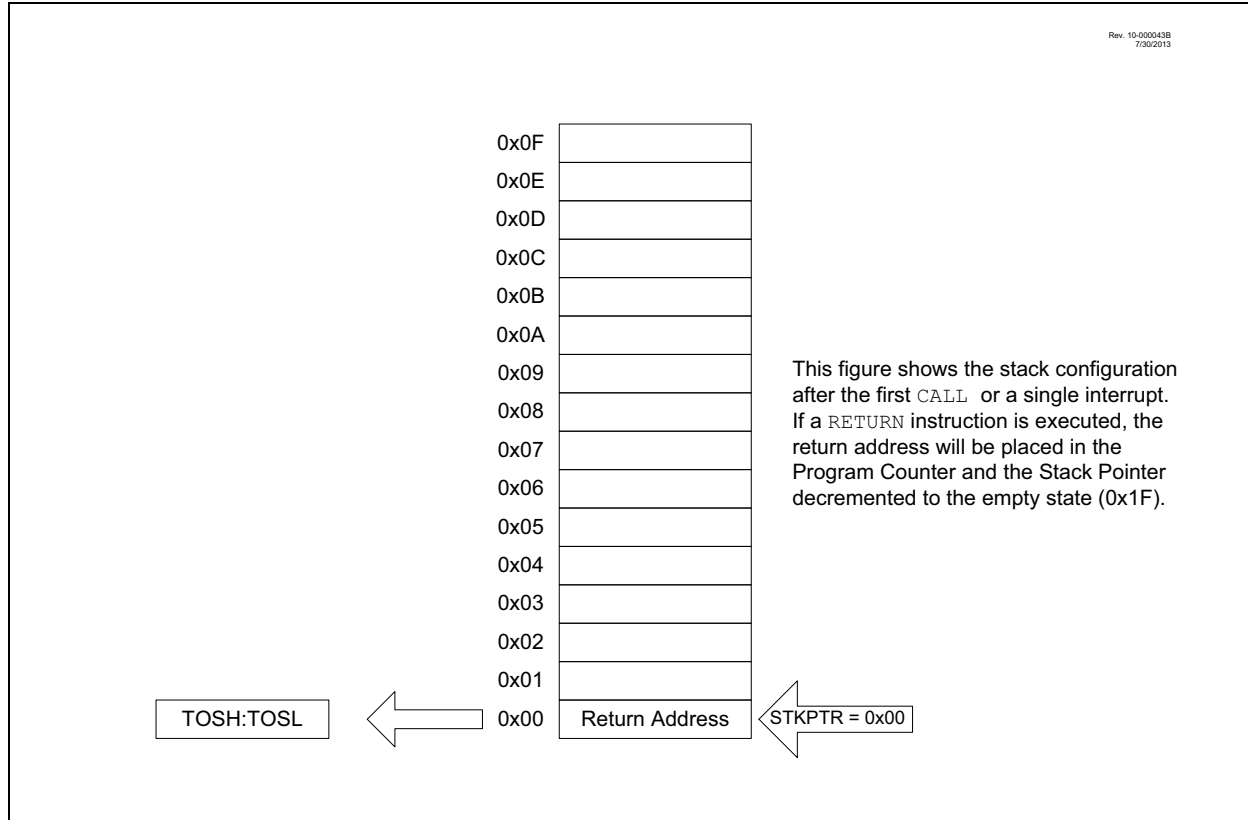 Rev. 10-000043B
7/30/2013
0x0F
0x0E
0x0D
0x0C
0x0B
0x0A
0x09
0x08
0x07
0x06
0x05
0x04
0x03
0x02
0x01
This figure shows the stack configuration
after the first CALL or a single interrupt.
If a RETURN instruction is executed, the
return address will be placed in the
Program Counter and the Stack Pointer
decremented to the empty state (0x1F).
TOSH:TOSL
0x00
Return Address
STKPTR = 0x00